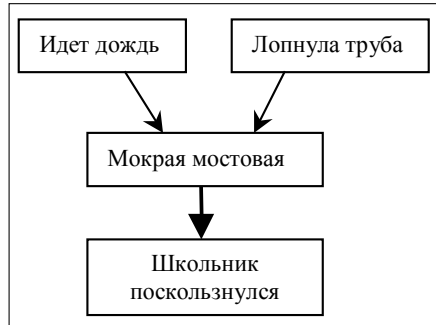 Идет дождь
Лопнула труба
Мокрая мостовая
Школьник
поскользнулся